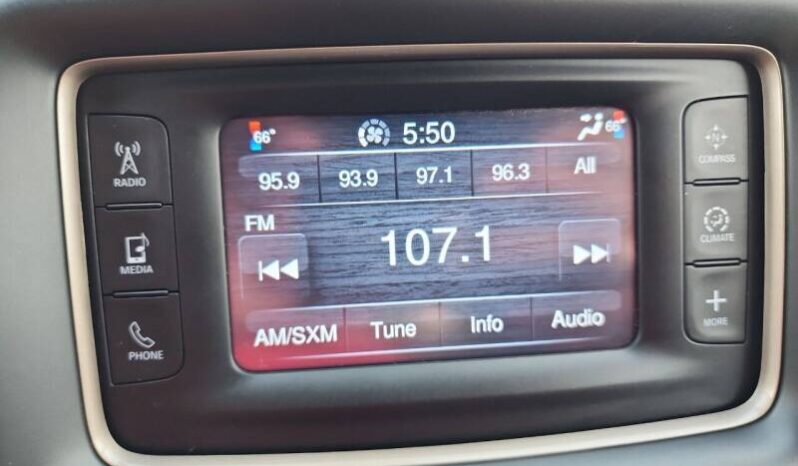 66° 5:50 66°
95.9 93.9 97.1 96.3 All
FM
107.1
AM/SXM Tune Info Audio
RADIO
MEDIA
PHONE
N
COMPASS
CLIMATE
MORE